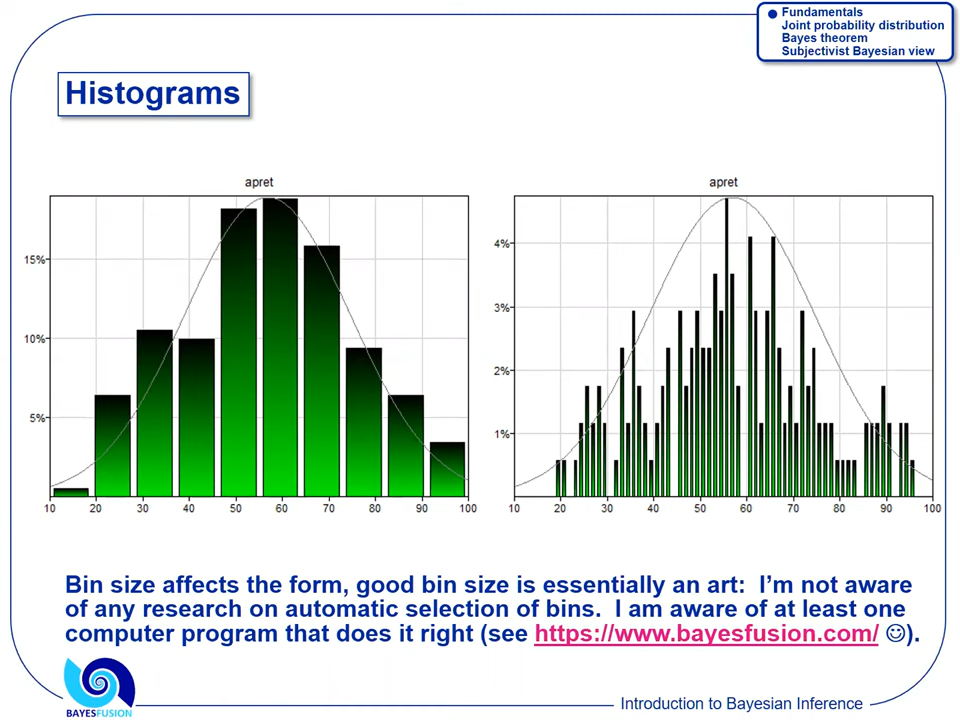 Fundamentals
Joint probability distribution
Bayes theorem
Subjectivist Bayesian view
Histograms
apret
15%
10%
5%
10 20 30 40 50 60 70 80 90 100
apret
4%
3%
2%
1%
10 20 30 40 50 60 70 80 90 100
Bin size affects the form, good bin size is essentially an art:  I’m not aware
of any research on automatic selection of bins.  I am aware of at least one
computer program that does it right (see https://www.bayesfusion.com/ ☺).
BAYESFUSION
Introduction to Bayesian Inference